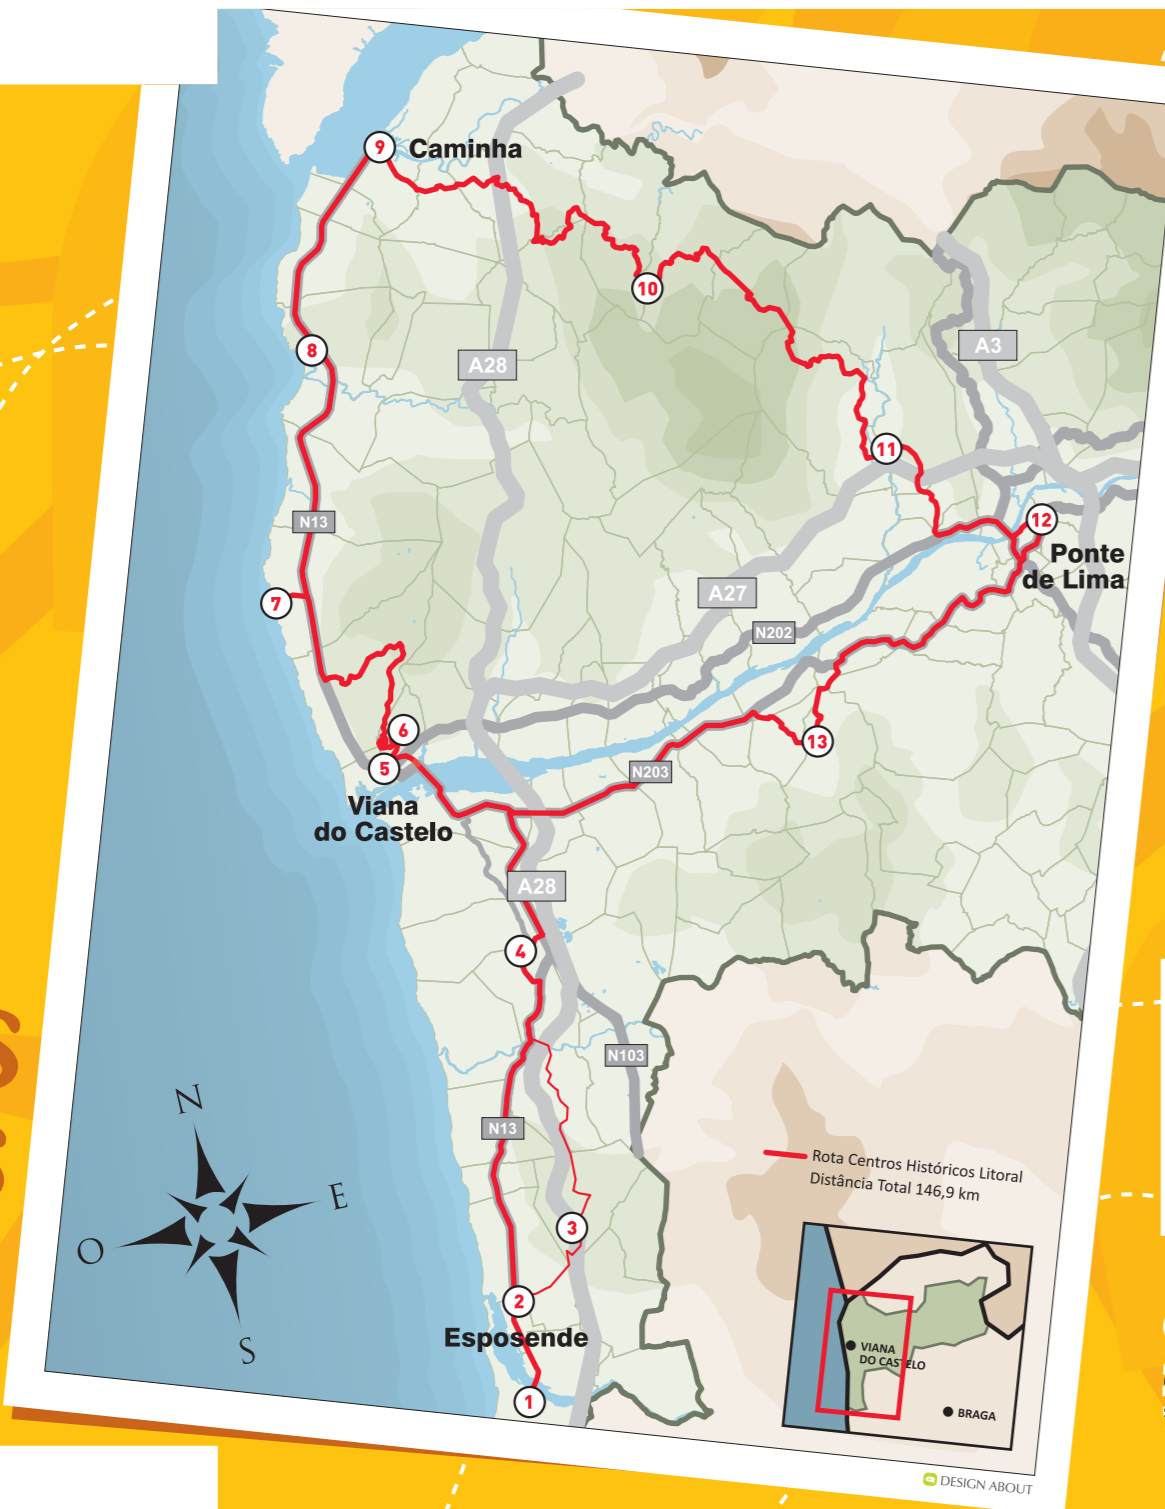 9
Caminha
10
A28
A3
8
11
N13
12
Ponte
de Lima
7
A27
N202
6
13
5
N203
Viana
do Castelo
A28
4
N103
N
N13
Rota Centros Históricos Litoral
Distância Total 146,9 km
E
3
O
2
S
Esposende
VIANA
DO CASTELO
1
BRAGA
DESIGN ABOUT